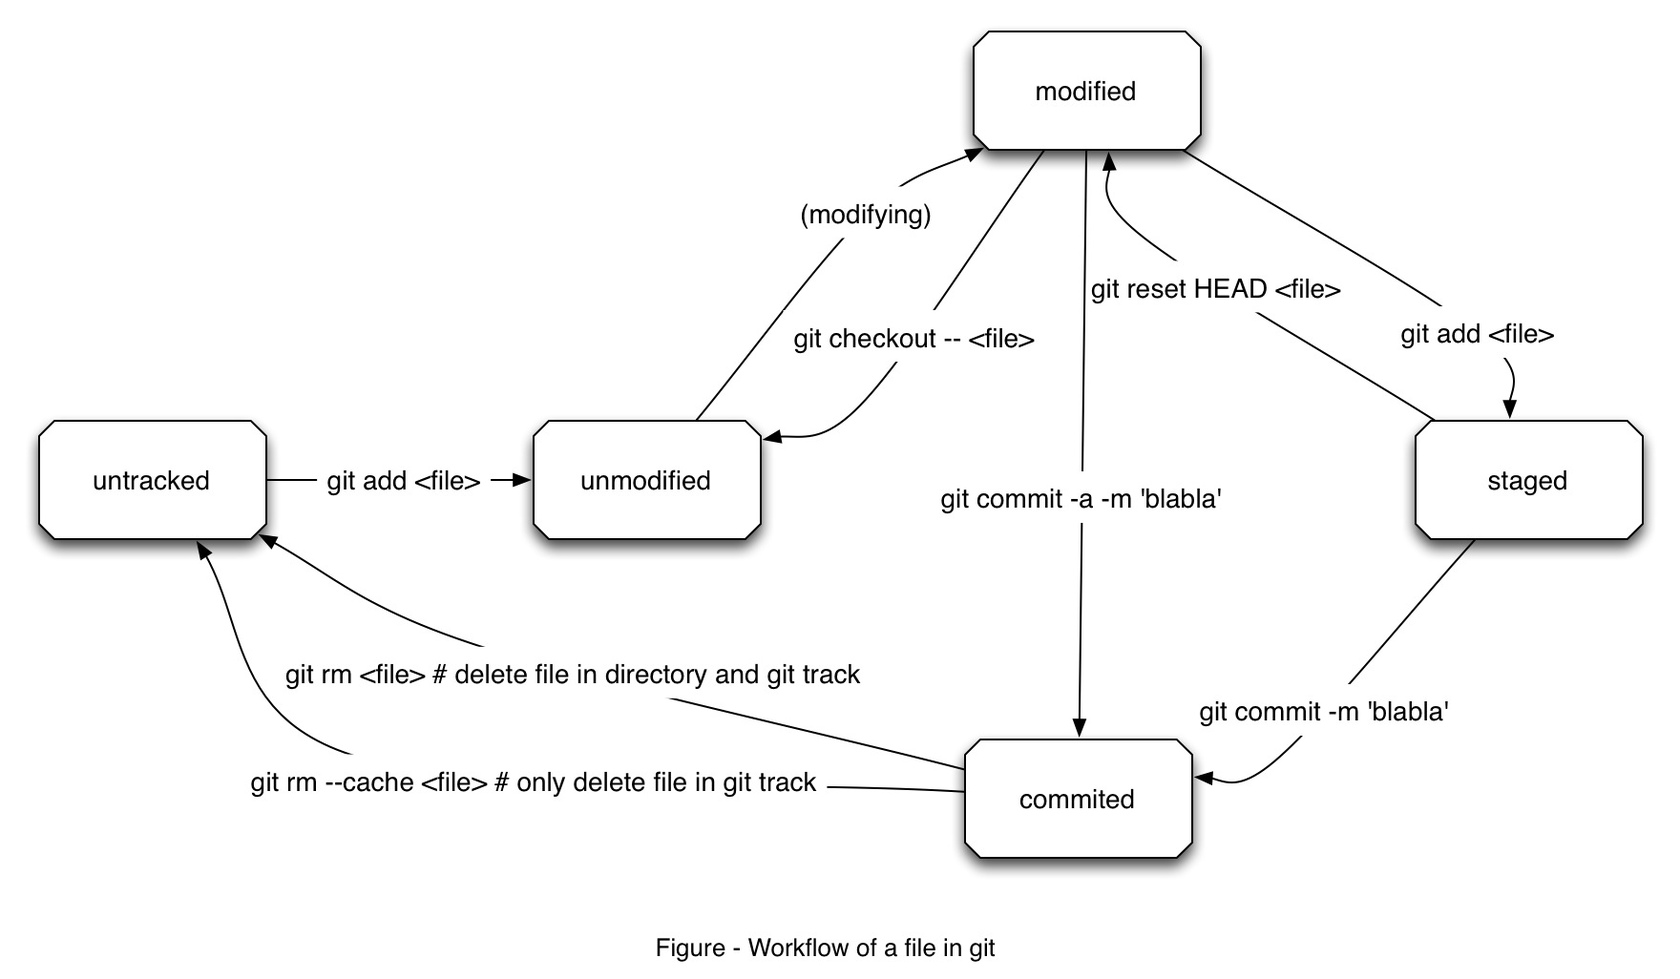 modified
(modifying)
git reset HEAD <file>
git add <file>
git checkout -- <file>
untracked
git add <file>
unmodified
staged
git commit -a -m 'blabla'
git rm <file> # delete file in directory and git track
git commit -m 'blabla'
git rm --cache <file> # only delete file in git track
commited
Figure - Workflow of a file in git